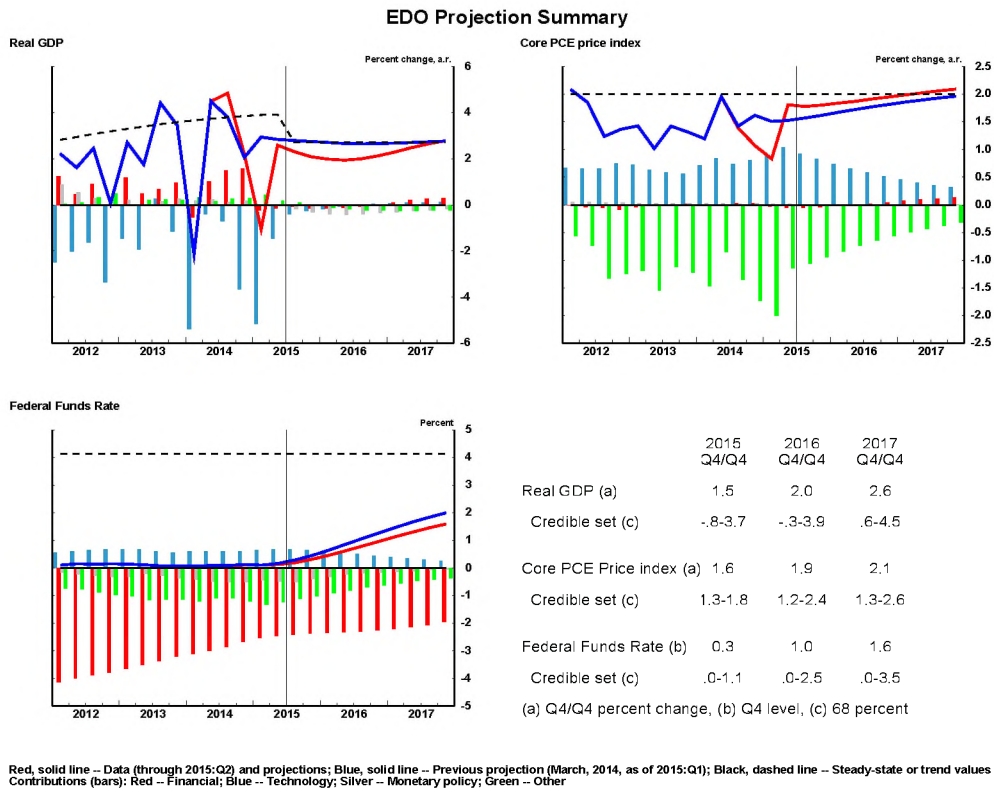 EDO Projection Summary
Real GDP
Percent change, a.r.
6
4
2
0
-2
-4
-6
2012 2013 2014 2015 2016 2017
Core PCE price index
Percent change, a.r.
2.5
2.0
1.5
1.0
0.5
0.0
-0.5
-1.0
-1.5
-2.0
-2.5
2012 2013 2014 2015 2016 2017
Federal Funds Rate
Percent
5
4
3
2
1
0
-1
-2
-3
-4
-5
2012 2013 2014 2015 2016 2017
2015 2016 2017
Q4/Q4 Q4/Q4 Q4/Q4
Real GDP (a) 1.5 2.0 2.6
Credible set (c) -.8-3.7 -.3-3.9 .6-4.5
Core PCE Price index (a) 1.6 1.9 2.1
Credible set (c) 1.3-1.8 1.2-2.4 1.3-2.6
Federal Funds Rate (b) 0.3 1.0 1.6
Credible set (c) .0-1.1 .0-2.5 .0-3.5
(a) Q4/Q4 percent change, (b) Q4 level, (c) 68 percent
Red, solid line -- Data (through 2015:Q2) and projections; Blue, solid line -- Previous projection (March, 2014, as of 2015:Q1); Black, dashed line -- Steady-state or trend values
Contributions (bars): Red -- Financial; Blue -- Technology; Silver -- Monetary policy; Green -- Other